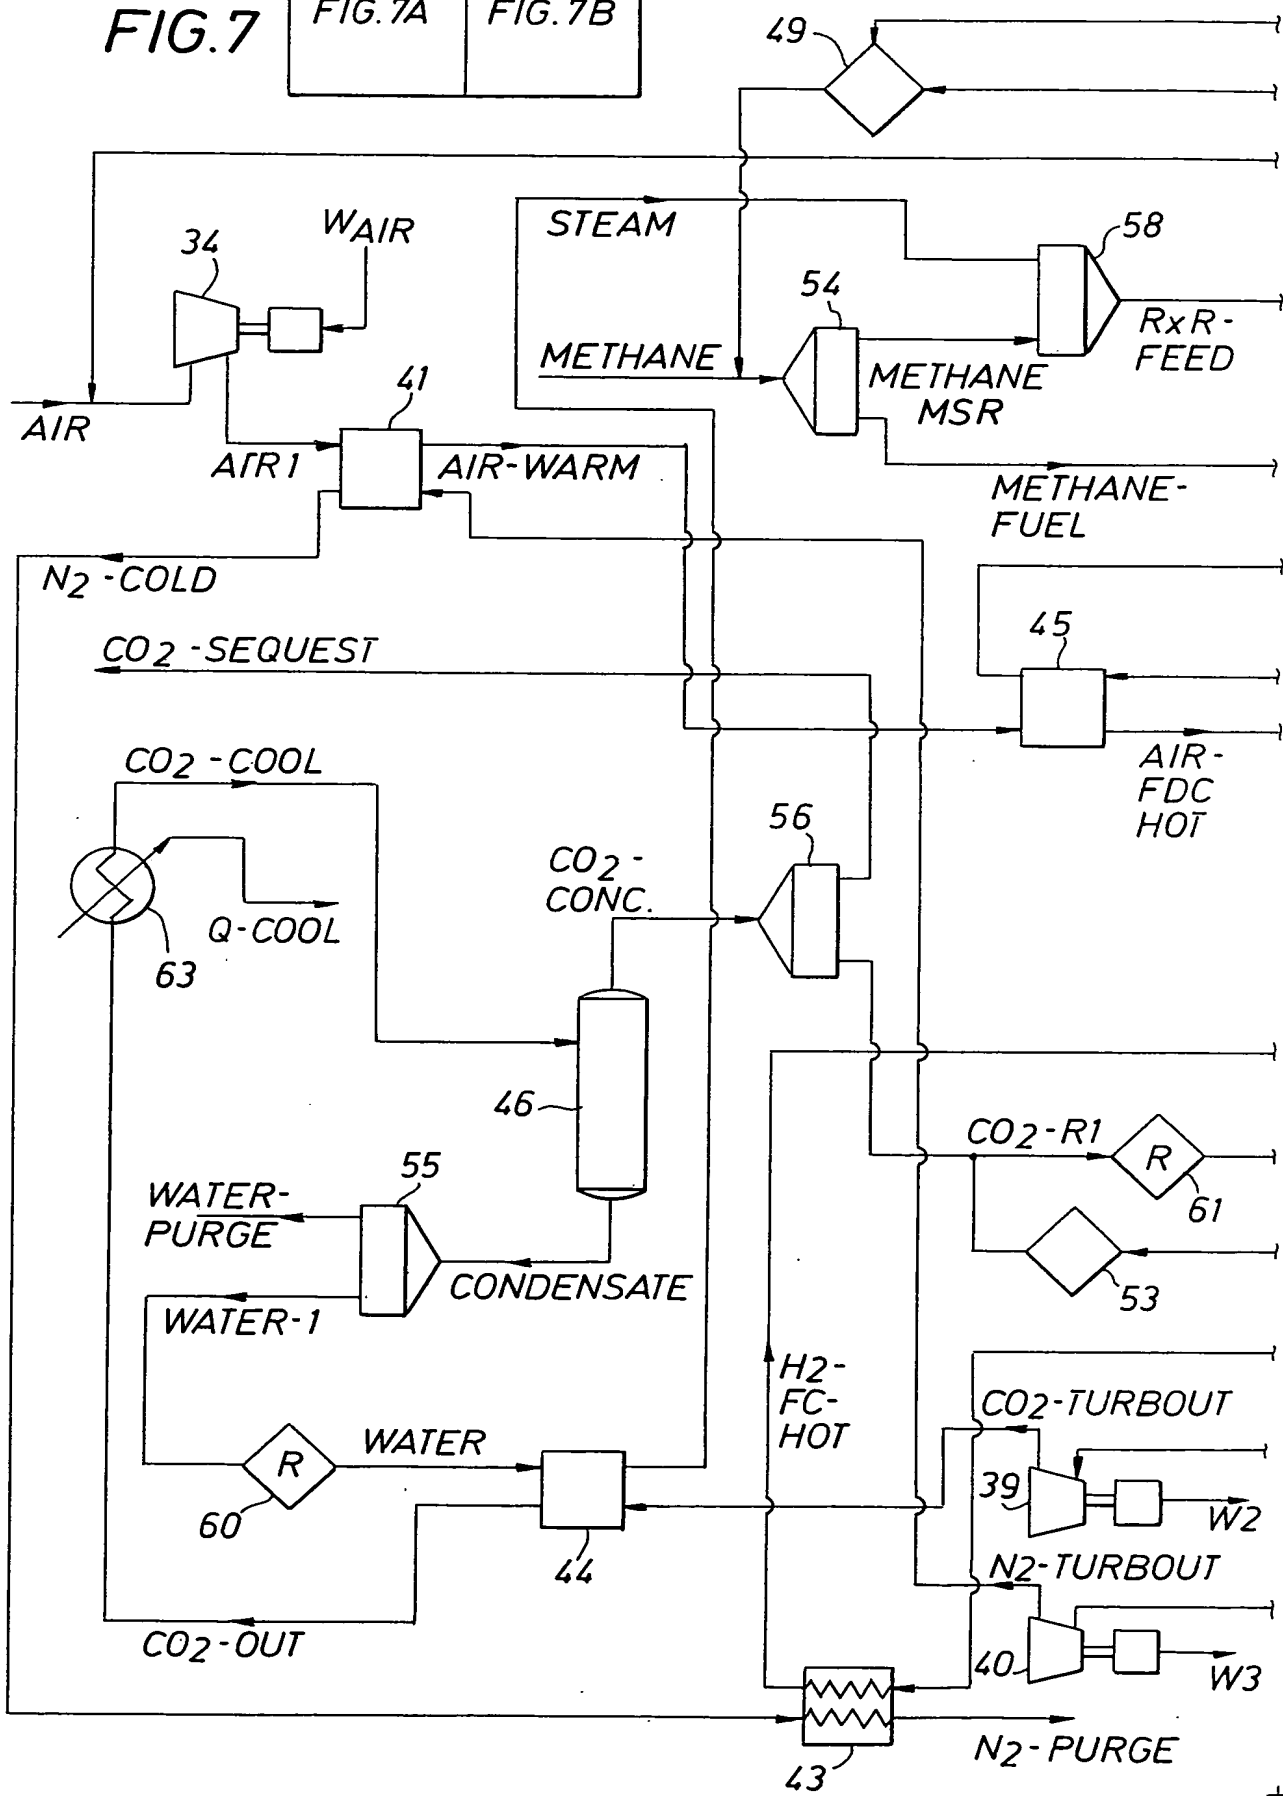 FIG.7
FIG.7A
FIG.7B
49
34
WAIR
STEAM
58
54
RxR-
FEED
METHANE
METHANE
MSR
41
AIR
AIR1
AIR-WARM
METHANE-
FUEL
N2-COLD
CO2-SEQUEST
45
CO2-COOL
AIR-
FDC
HOT
56
CO2-
CONC.
Q-COOL
63
46
CO2-R1
R
61
55
WATER-
PURGE
CONDENSATE
53
WATER-1
H2-
FC-
HOT
CO2-TURBOUT
WATER
R
60
39
W2
44
N2-TURBOUT
CO2-OUT
40
W3
N2-PURGE
43